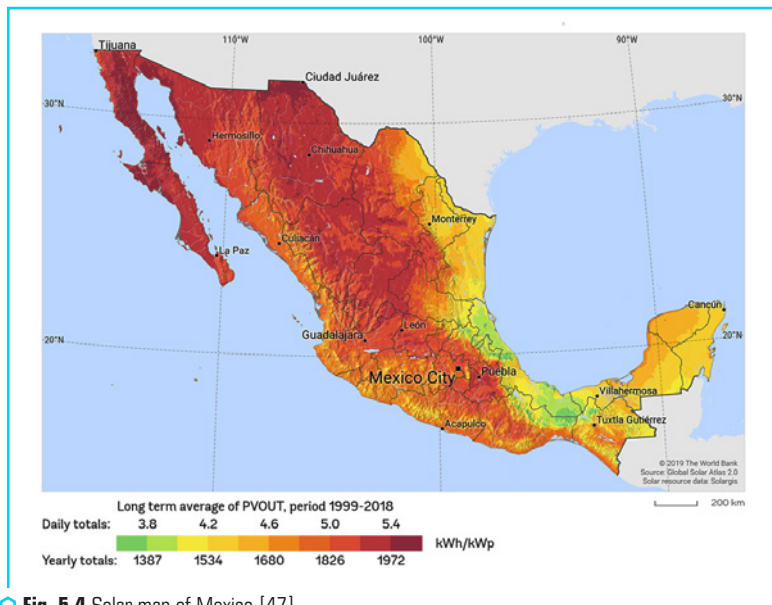 Tijuana
110°W
100°W
90°W
Ciudad Juárez
30°N
30°N
Hermosillo
Chihuahua
Monterrey
Culiacán
La Paz
Cancún
20°N
León
Guadalajara
20°N
Mexico City
Puebla
Villahermosa
Acapulco
Tuxtla Gutiérrez
© 2019 The World Bank
Source: Global Solar Atlas 2.0
Solar resource data: Solargis
Long term average of PVOUT, period 1999-2018
200 km
Daily totals: 3.8 4.2 4.6 5.0 5.4
kWh/kWp
Yearly totals: 1387 1534 1680 1826 1972
Fig. 5.4 Solar map of Mexico [47]